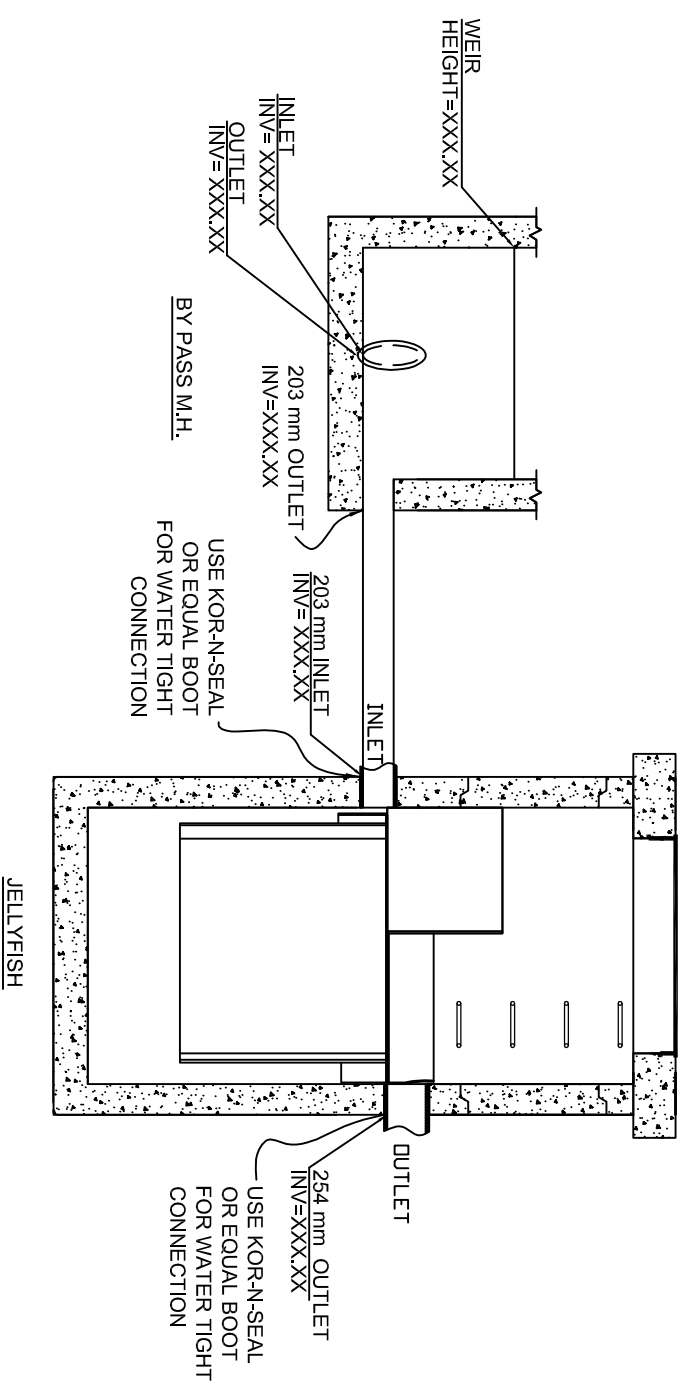 WEIR
HEIGHT=XXX.XX
INLET
INV= XXX.XX
OUTLET
INV= XXX.XX
203 mm OUTLET
INV=XXX.XX
BY PASS M.H.
203 mm INLET
INV= XXX.XX
INLET
USE KOR-N-SEAL
OR EQUAL BOOT
FOR WATER TIGHT
CONNECTION
OUTLET
254 mm OUTLET
INV=XXX.XX
USE KOR-N-SEAL
OR EQUAL BOOT
FOR WATER TIGHT
CONNECTION
JELLYFISH